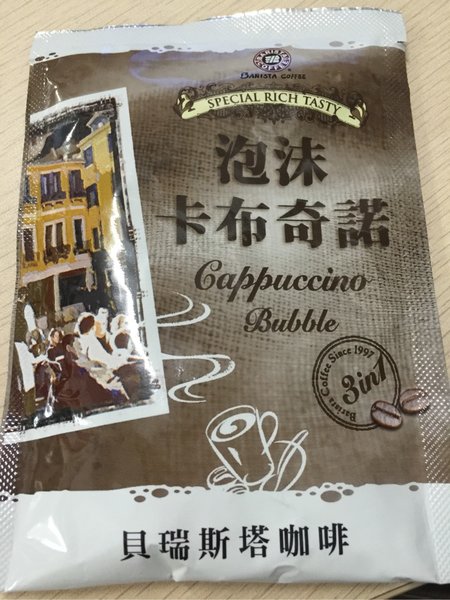 BARISTA COFFEE
SPECIAL RICH TASTY
泡沫
卡布奇諾
Cappuccino
Bubble
Barista Coffee Since 1997
3in1
貝瑞斯塔咖啡